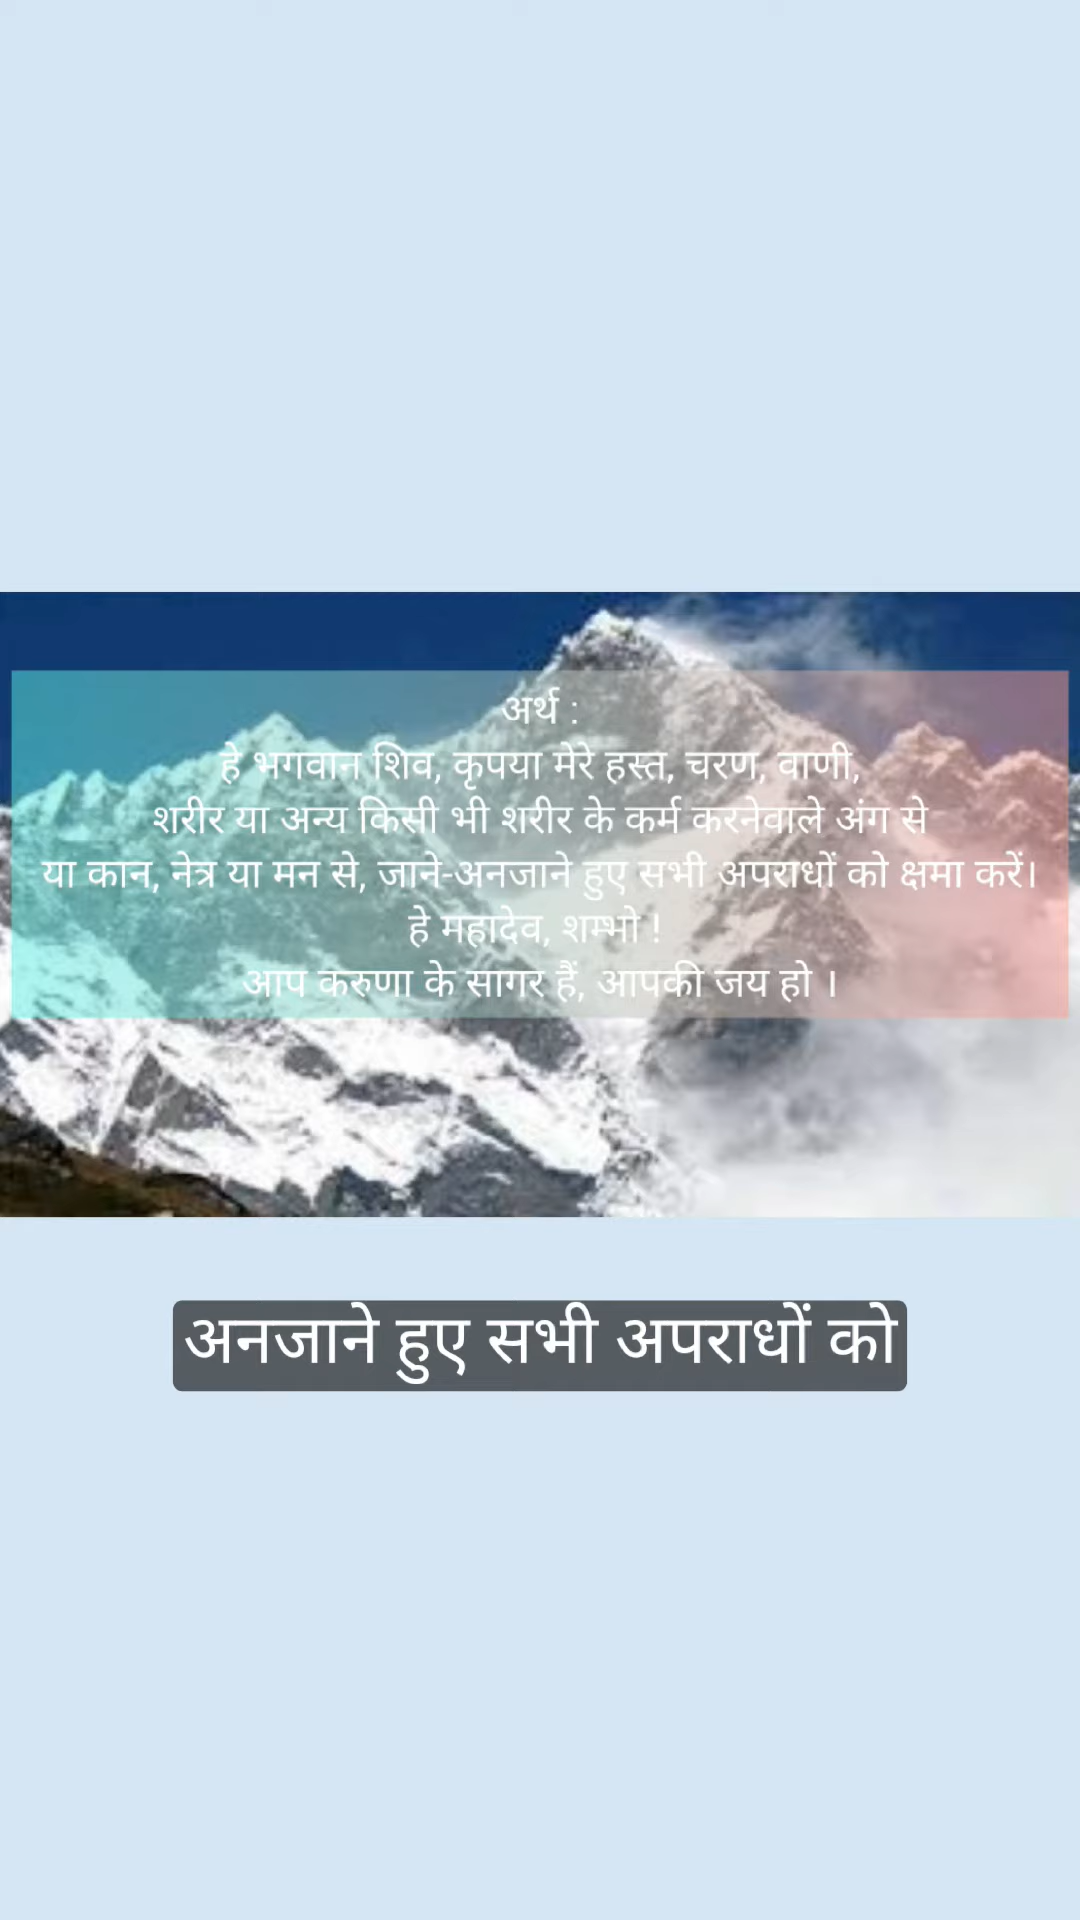 अर्थ :
हे भगवान शिव, कृपया मेरे हस्त, चरण, वाणी,
शरीर या अन्य किसी भी शरीर के कर्म करनेवाले अंग से
या कान, नेत्र या मन से, जाने-अनजाने हुए सभी अपराधों को क्षमा करें।
हे महादेव, शम्भो !
आप करुणा के सागर हैं, आपकी जय हो ।
अनजाने हुए सभी अपराधों को